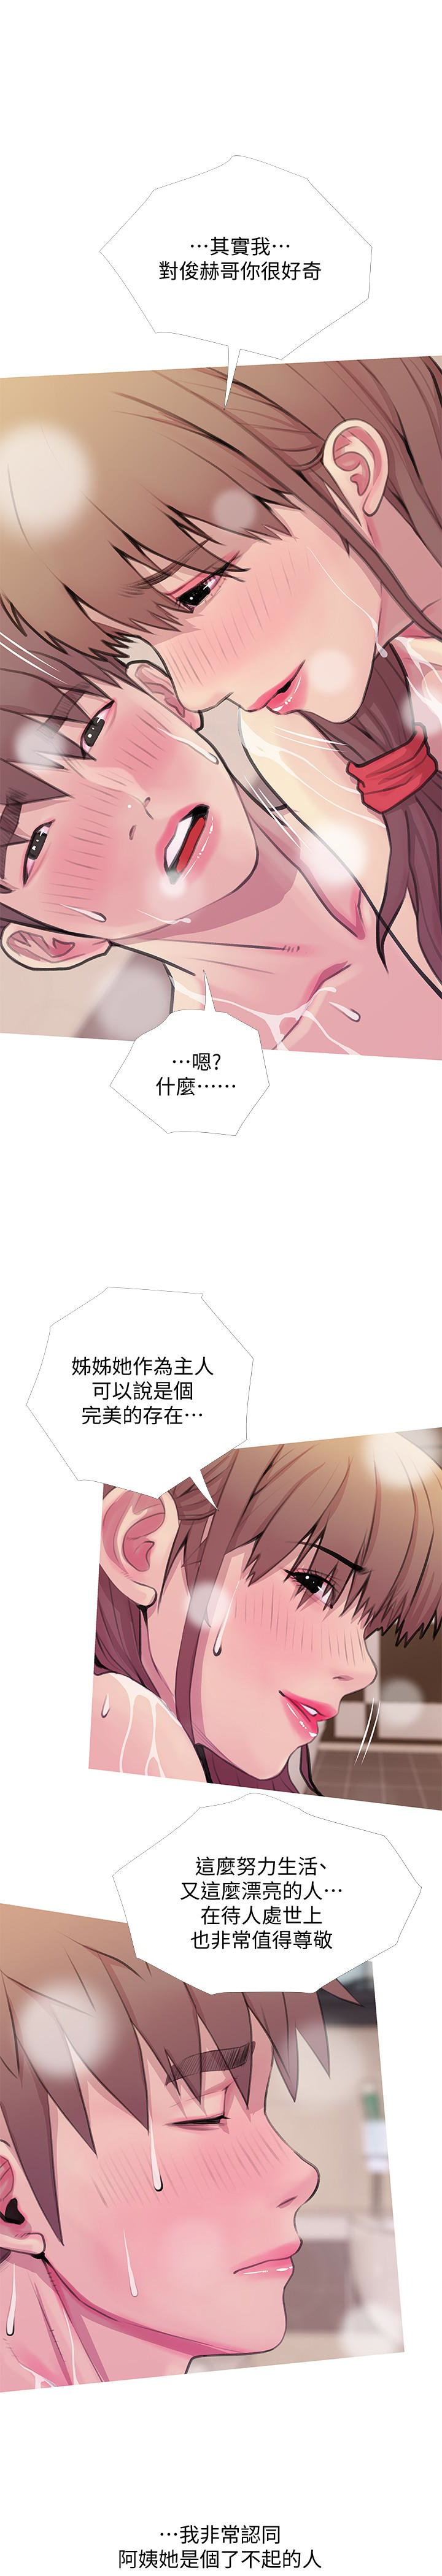 …其實我…
對俊赫哥你很好奇
…嗯?
什麼……
姊姊她作為主人
可以說是個
完美的存在…
這麼努力生活、
又這麼漂亮的人…
在待人處世上
也非常值得尊敬
…我非常認同
阿姨她是個了不起的人